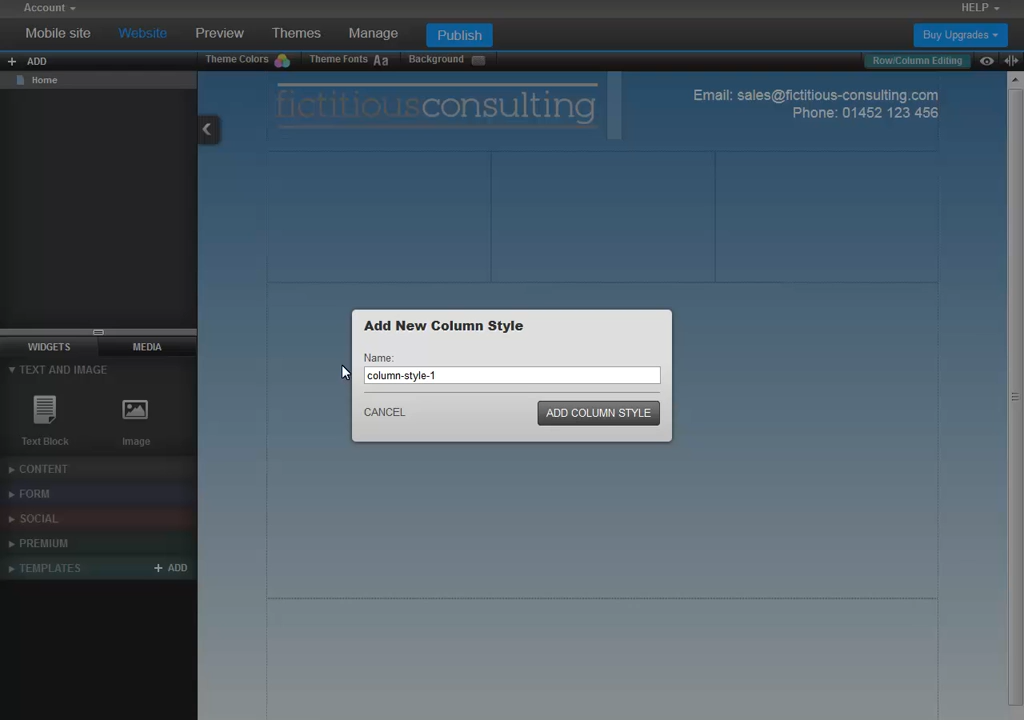 Account
HELP
Mobile site
Website
Preview
Themes
Manage
Publish
Buy Upgrades
+ ADD
Theme Colors
Theme Fonts Aa
Background
Row/Column Editing
Home
fictitiousconsulting
Email: sales@fictitious-consulting.com
Phone: 01452 123 456
Add New Column Style
Name:
column-style-1
CANCEL
ADD COLUMN STYLE
WIDGETS
MEDIA
TEXT AND IMAGE
Text Block
Image
CONTENT
FORM
SOCIAL
PREMIUM
TEMPLATES
+ ADD